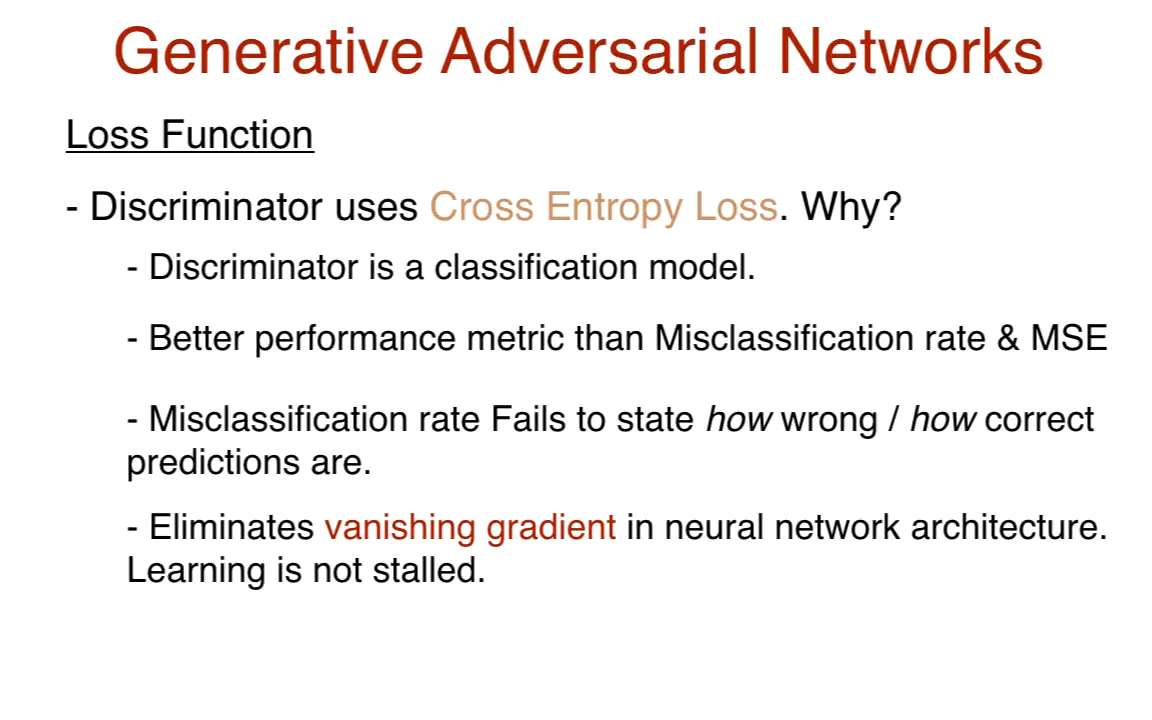 Generative Adversarial Networks
Loss Function
- Discriminator uses Cross Entropy Loss. Why?
- Discriminator is a classification model.
- Better performance metric than Misclassification rate & MSE
- Misclassification rate Fails to state how wrong / how correct
predictions are.
- Eliminates vanishing gradient in neural network architecture.
Learning is not stalled.